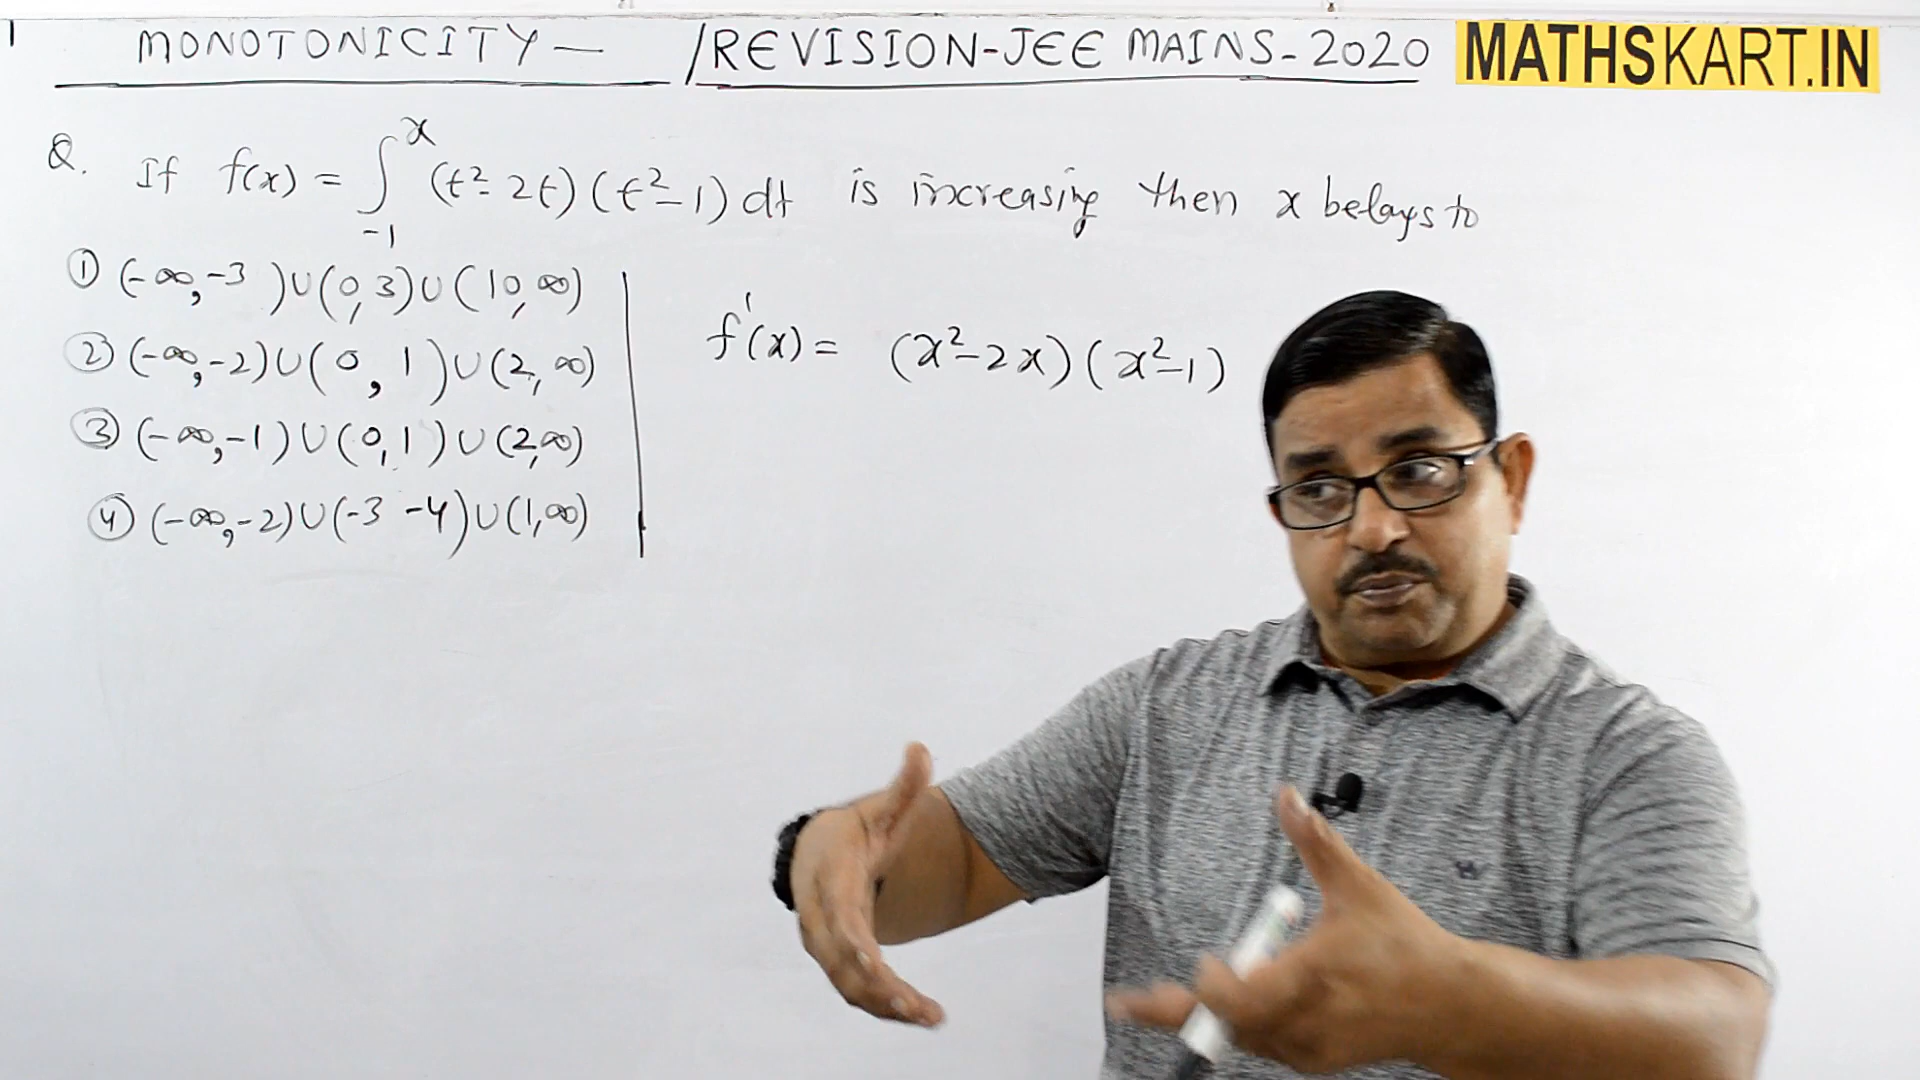 MONOTONICITY — /REVISION-JEE MAINS-2020
MATHSKART.IN
Q. If f(x) = ∫_{-1}^{x} (t²-2t)(t²-1)dt is increasing then x belongs to
① (-∞,-3)∪(0,3)∪(10,∞)
② (-∞,-2)∪(0,1)∪(2,∞)
③ (-∞,-1)∪(0,1)∪(2,∞)
④ (-∞,-2)∪(-3 -4)∪(1,∞)
f'(x) = (x²-2x)(x²-1)